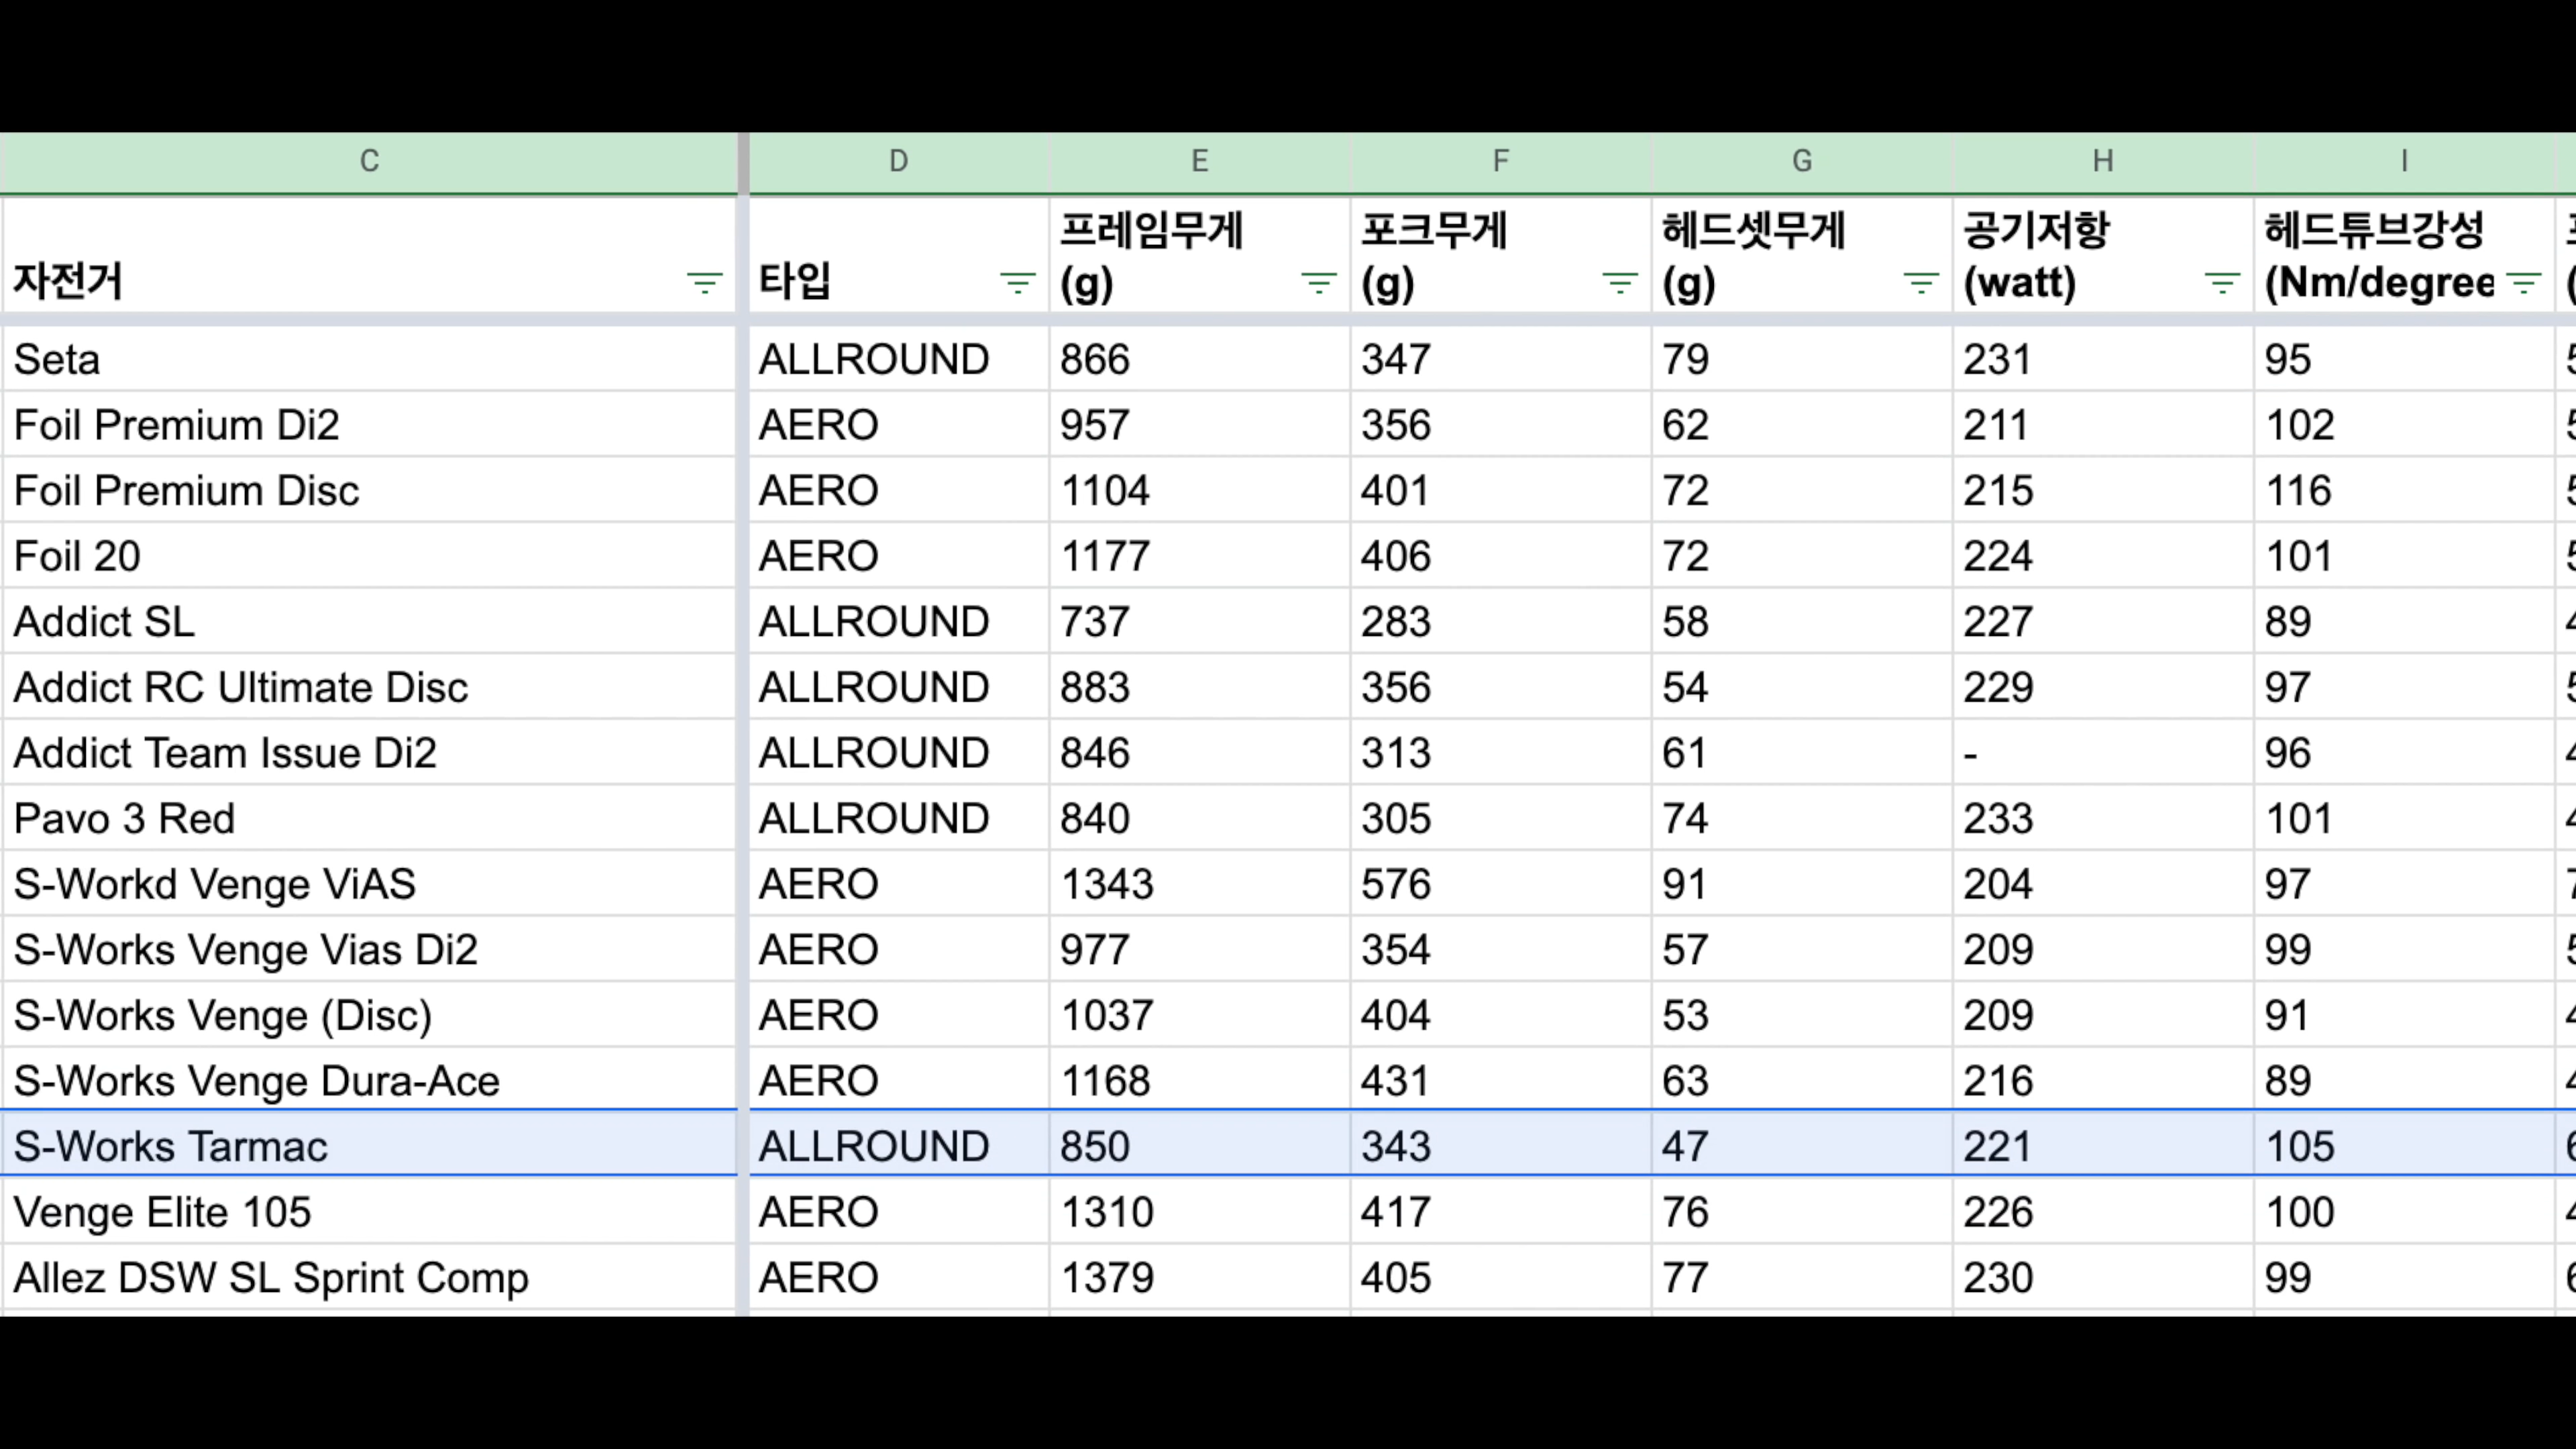 C D E F G H I
자전거 타입 프레임무게 (g) 포크무게 (g) 헤드셋무게 (g) 공기저항 (watt) 헤드튜브강성 (Nm/degree
Seta ALLROUND 866 347 79 231 95
Foil Premium Di2 AERO 957 356 62 211 102
Foil Premium Disc AERO 1104 401 72 215 116
Foil 20 AERO 1177 406 72 224 101
Addict SL ALLROUND 737 283 58 227 89
Addict RC Ultimate Disc ALLROUND 883 356 54 229 97
Addict Team Issue Di2 ALLROUND 846 313 61 - 96
Pavo 3 Red ALLROUND 840 305 74 233 101
S-Workd Venge ViAS AERO 1343 576 91 204 97
S-Works Venge Vias Di2 AERO 977 354 57 209 99
S-Works Venge (Disc) AERO 1037 404 53 209 91
S-Works Venge Dura-Ace AERO 1168 431 63 216 89
S-Works Tarmac ALLROUND 850 343 47 221 105
Venge Elite 105 AERO 1310 417 76 226 100
Allez DSW SL Sprint Comp AERO 1379 405 77 230 99